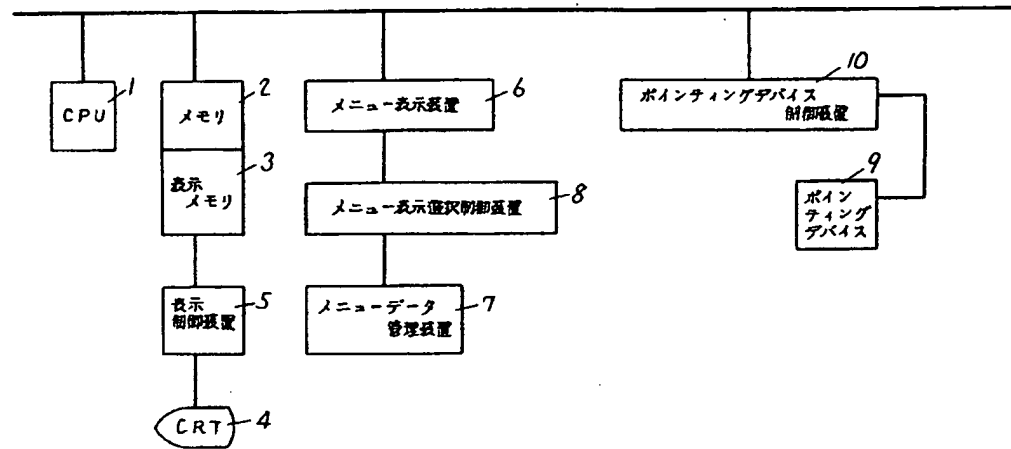 1
CPU
2
メモリ
3
表示
メモリ
5
表示
制御装置
CRT 4
6
メニュー表示装置
8
メニュー表示選択制御装置
7
メニューデータ
管理装置
10
ポインティングデバイス
制御装置
9
ポイン
ティング
デバイス